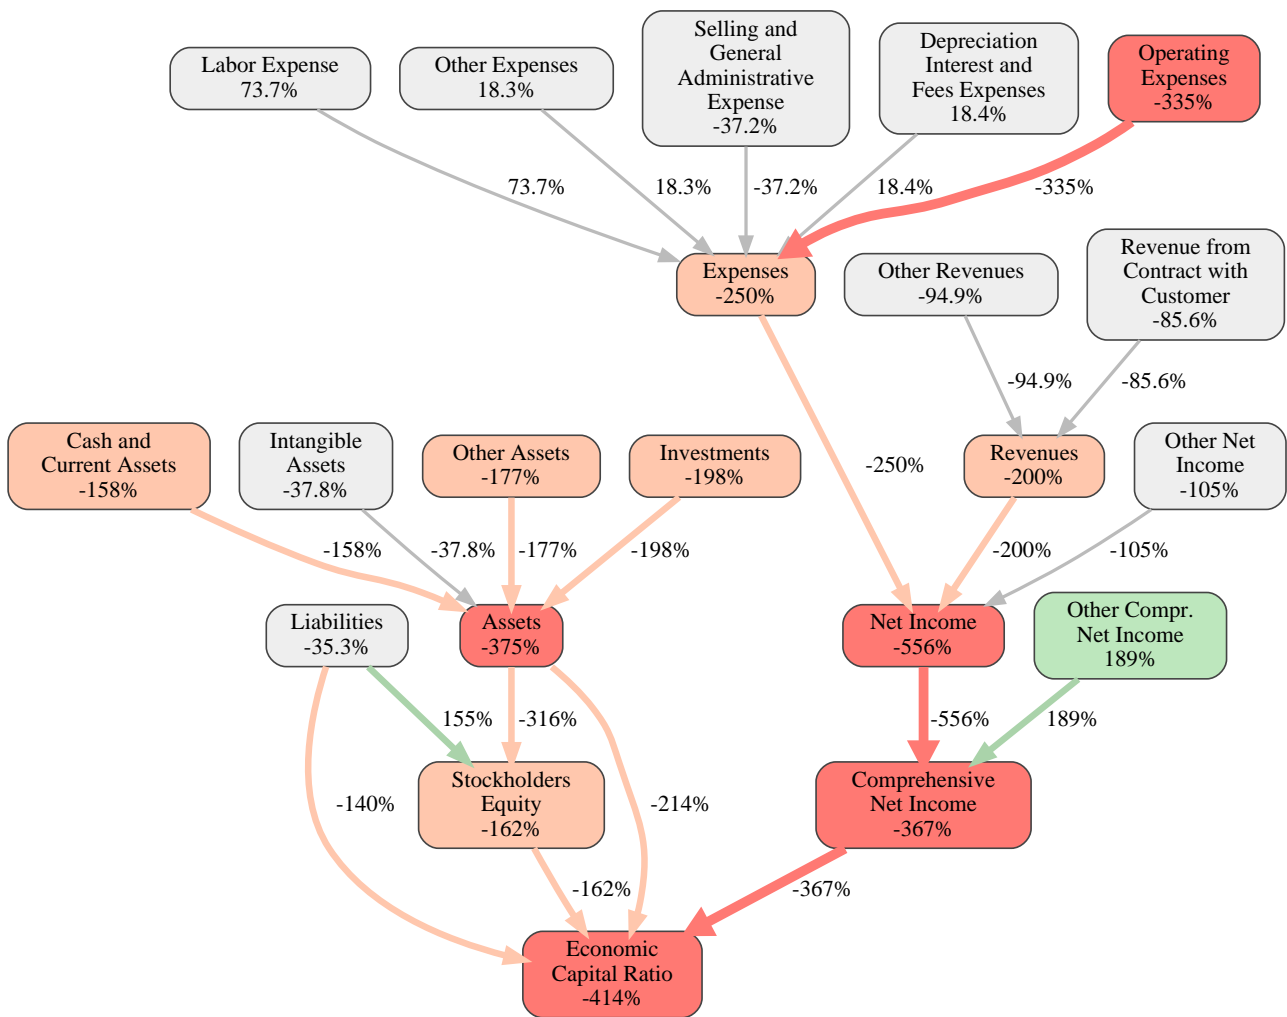 Labor Expense
73.7%
Other Expenses
18.3%
Selling and
General
Administrative
Expense
-37.2%
Depreciation
Interest and
Fees Expenses
18.4%
Operating
Expenses
-335%
73.7%
18.3%
-37.2%
18.4%
-335%
Expenses
-250%
Other Revenues
-94.9%
Revenue from
Contract with
Customer
-85.6%
-94.9%
-85.6%
Cash and
Current Assets
-158%
Intangible
Assets
-37.8%
Other Assets
-177%
Investments
-198%
-250%
Revenues
-200%
Other Net
Income
-105%
-158%
-37.8%
-177%
-198%
-200%
-105%
Liabilities
-35.3%
Assets
-375%
Net Income
-556%
Other Compr.
Net Income
189%
155%
-316%
-556%
189%
-140%
Stockholders
Equity
-162%
-214%
Comprehensive
Net Income
-367%
-162%
-367%
Economic
Capital Ratio
-414%